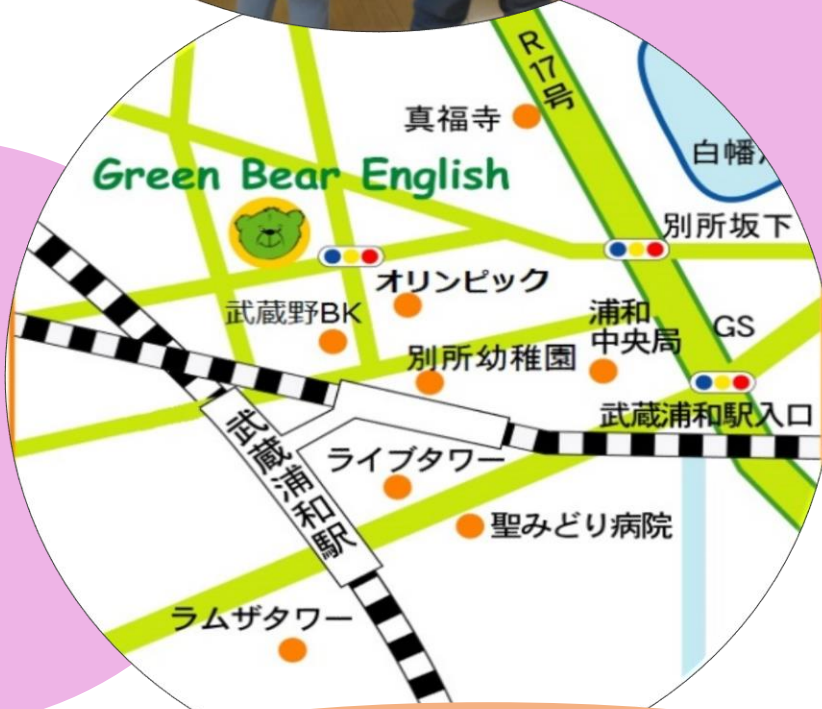 R17号
真福寺
白幡
Green Bear English
別所坂下
オリンピック
武蔵野BK
浦和
中央局
GS
別所幼稚園
武蔵浦和駅入口
武蔵浦和駅
ライブタワー
聖みどり病院
ラムザタワー